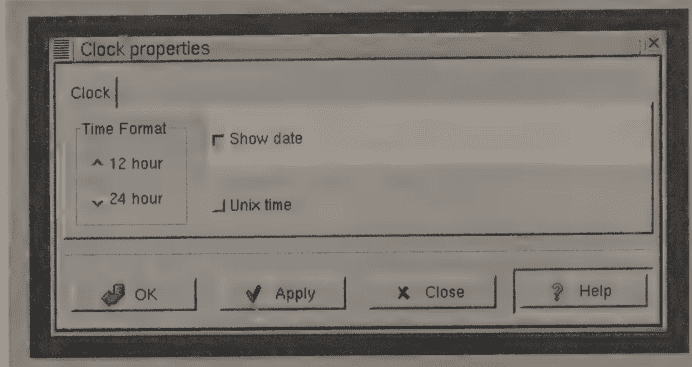 Clock properties
Clock
Time Format
12 hour
24 hour
Show date
Unix time
OK
Apply
Close
Help